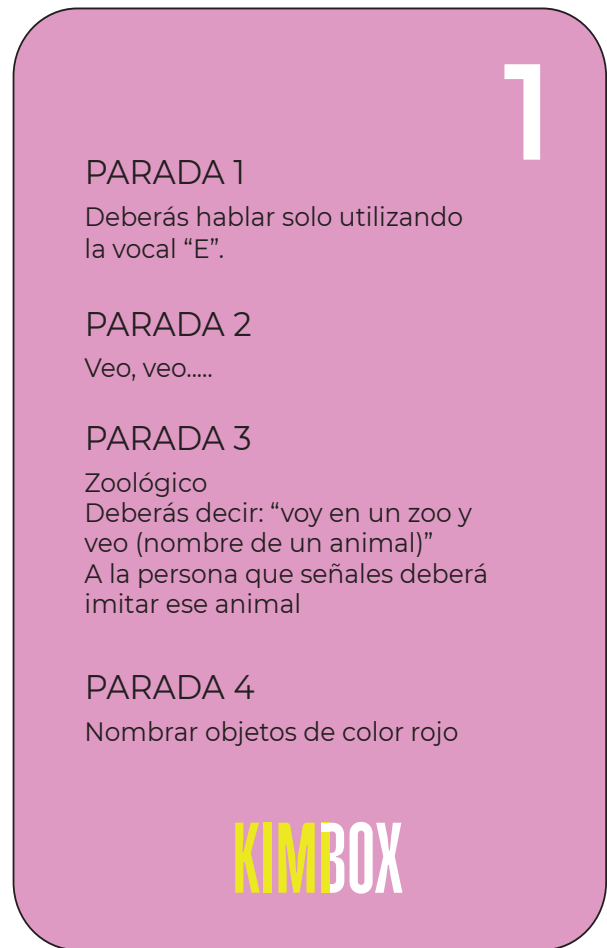 1
PARADA 1
Deberás hablar solo utilizando
la vocal “E”.
PARADA 2
Veo, veo.....
PARADA 3
Zoológico
Deberás decir: “voy en un zoo y
veo (nombre de un animal)”
A la persona que señales deberá
imitar ese animal
PARADA 4
Nombrar objetos de color rojo
KIMBOX